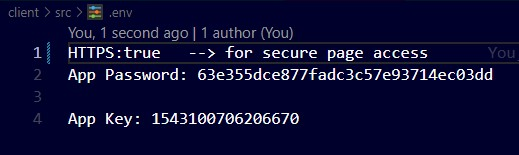 client > src > .env
You, 1 second ago | 1 author (You)
1 HTTPS:true --> for secure page access You
2 App Password: 63e355dce877fadc3c57e93714ec03dd
3
4 App Key: 1543100706206670